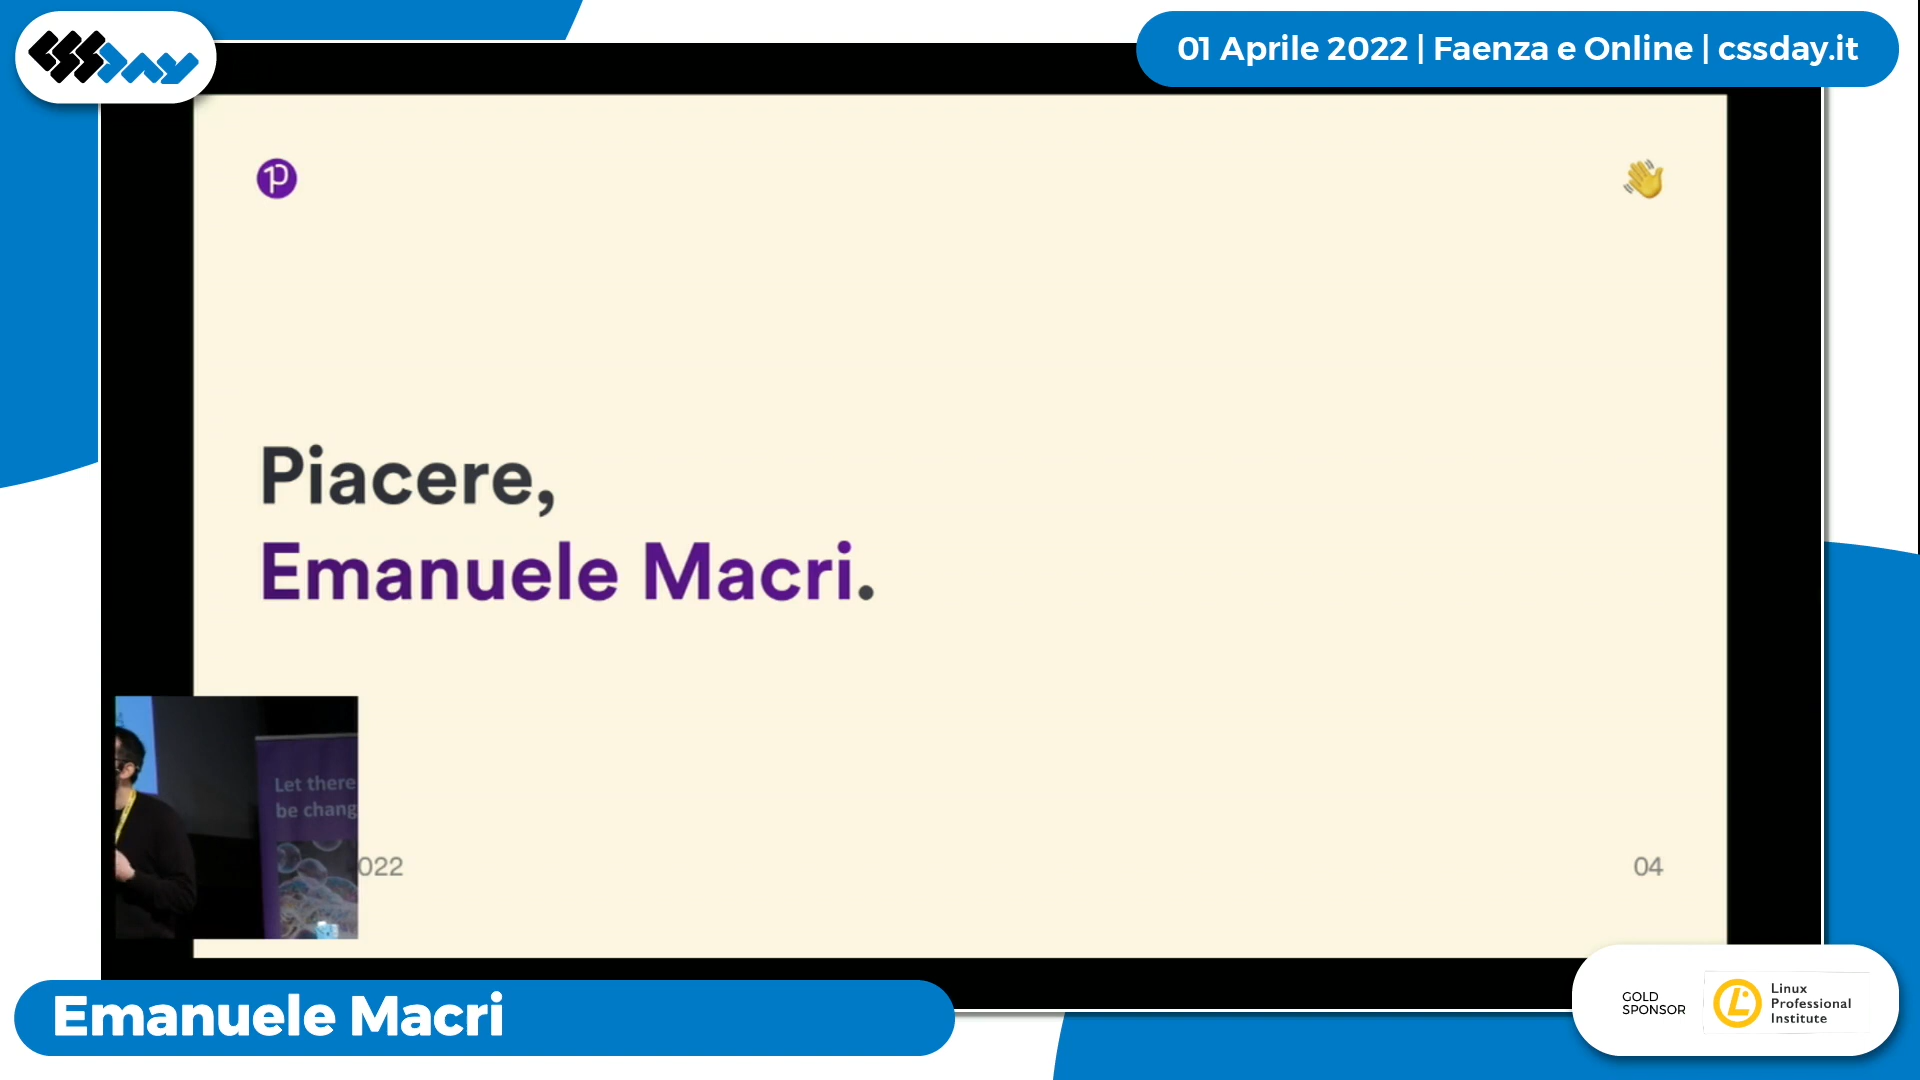 CSSDAY
01 Aprile 2022 | Faenza e Online | cssday.it
Piacere,
Emanuele Macri.
Let there
be chang
022
04
Emanuele Macri
GOLD
SPONSOR
Linux
Professional
Institute